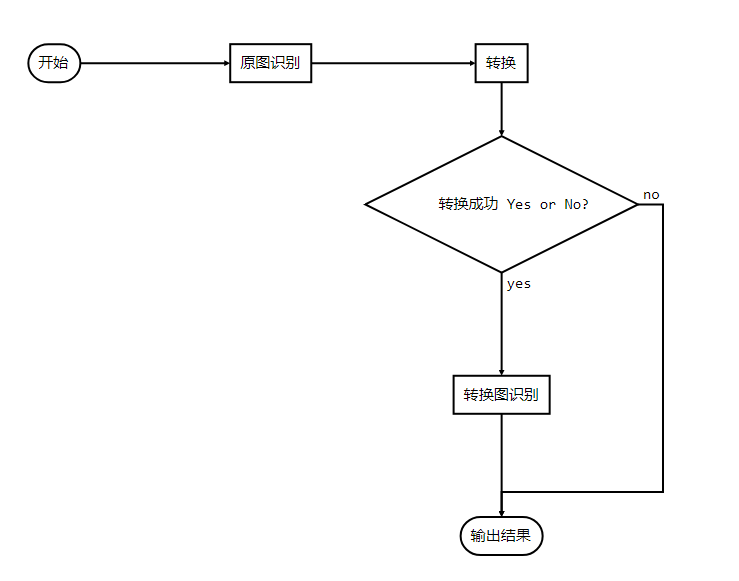 开始
原图识别
转换
转换成功 Yes or No?
no
yes
转换图识别
输出结果